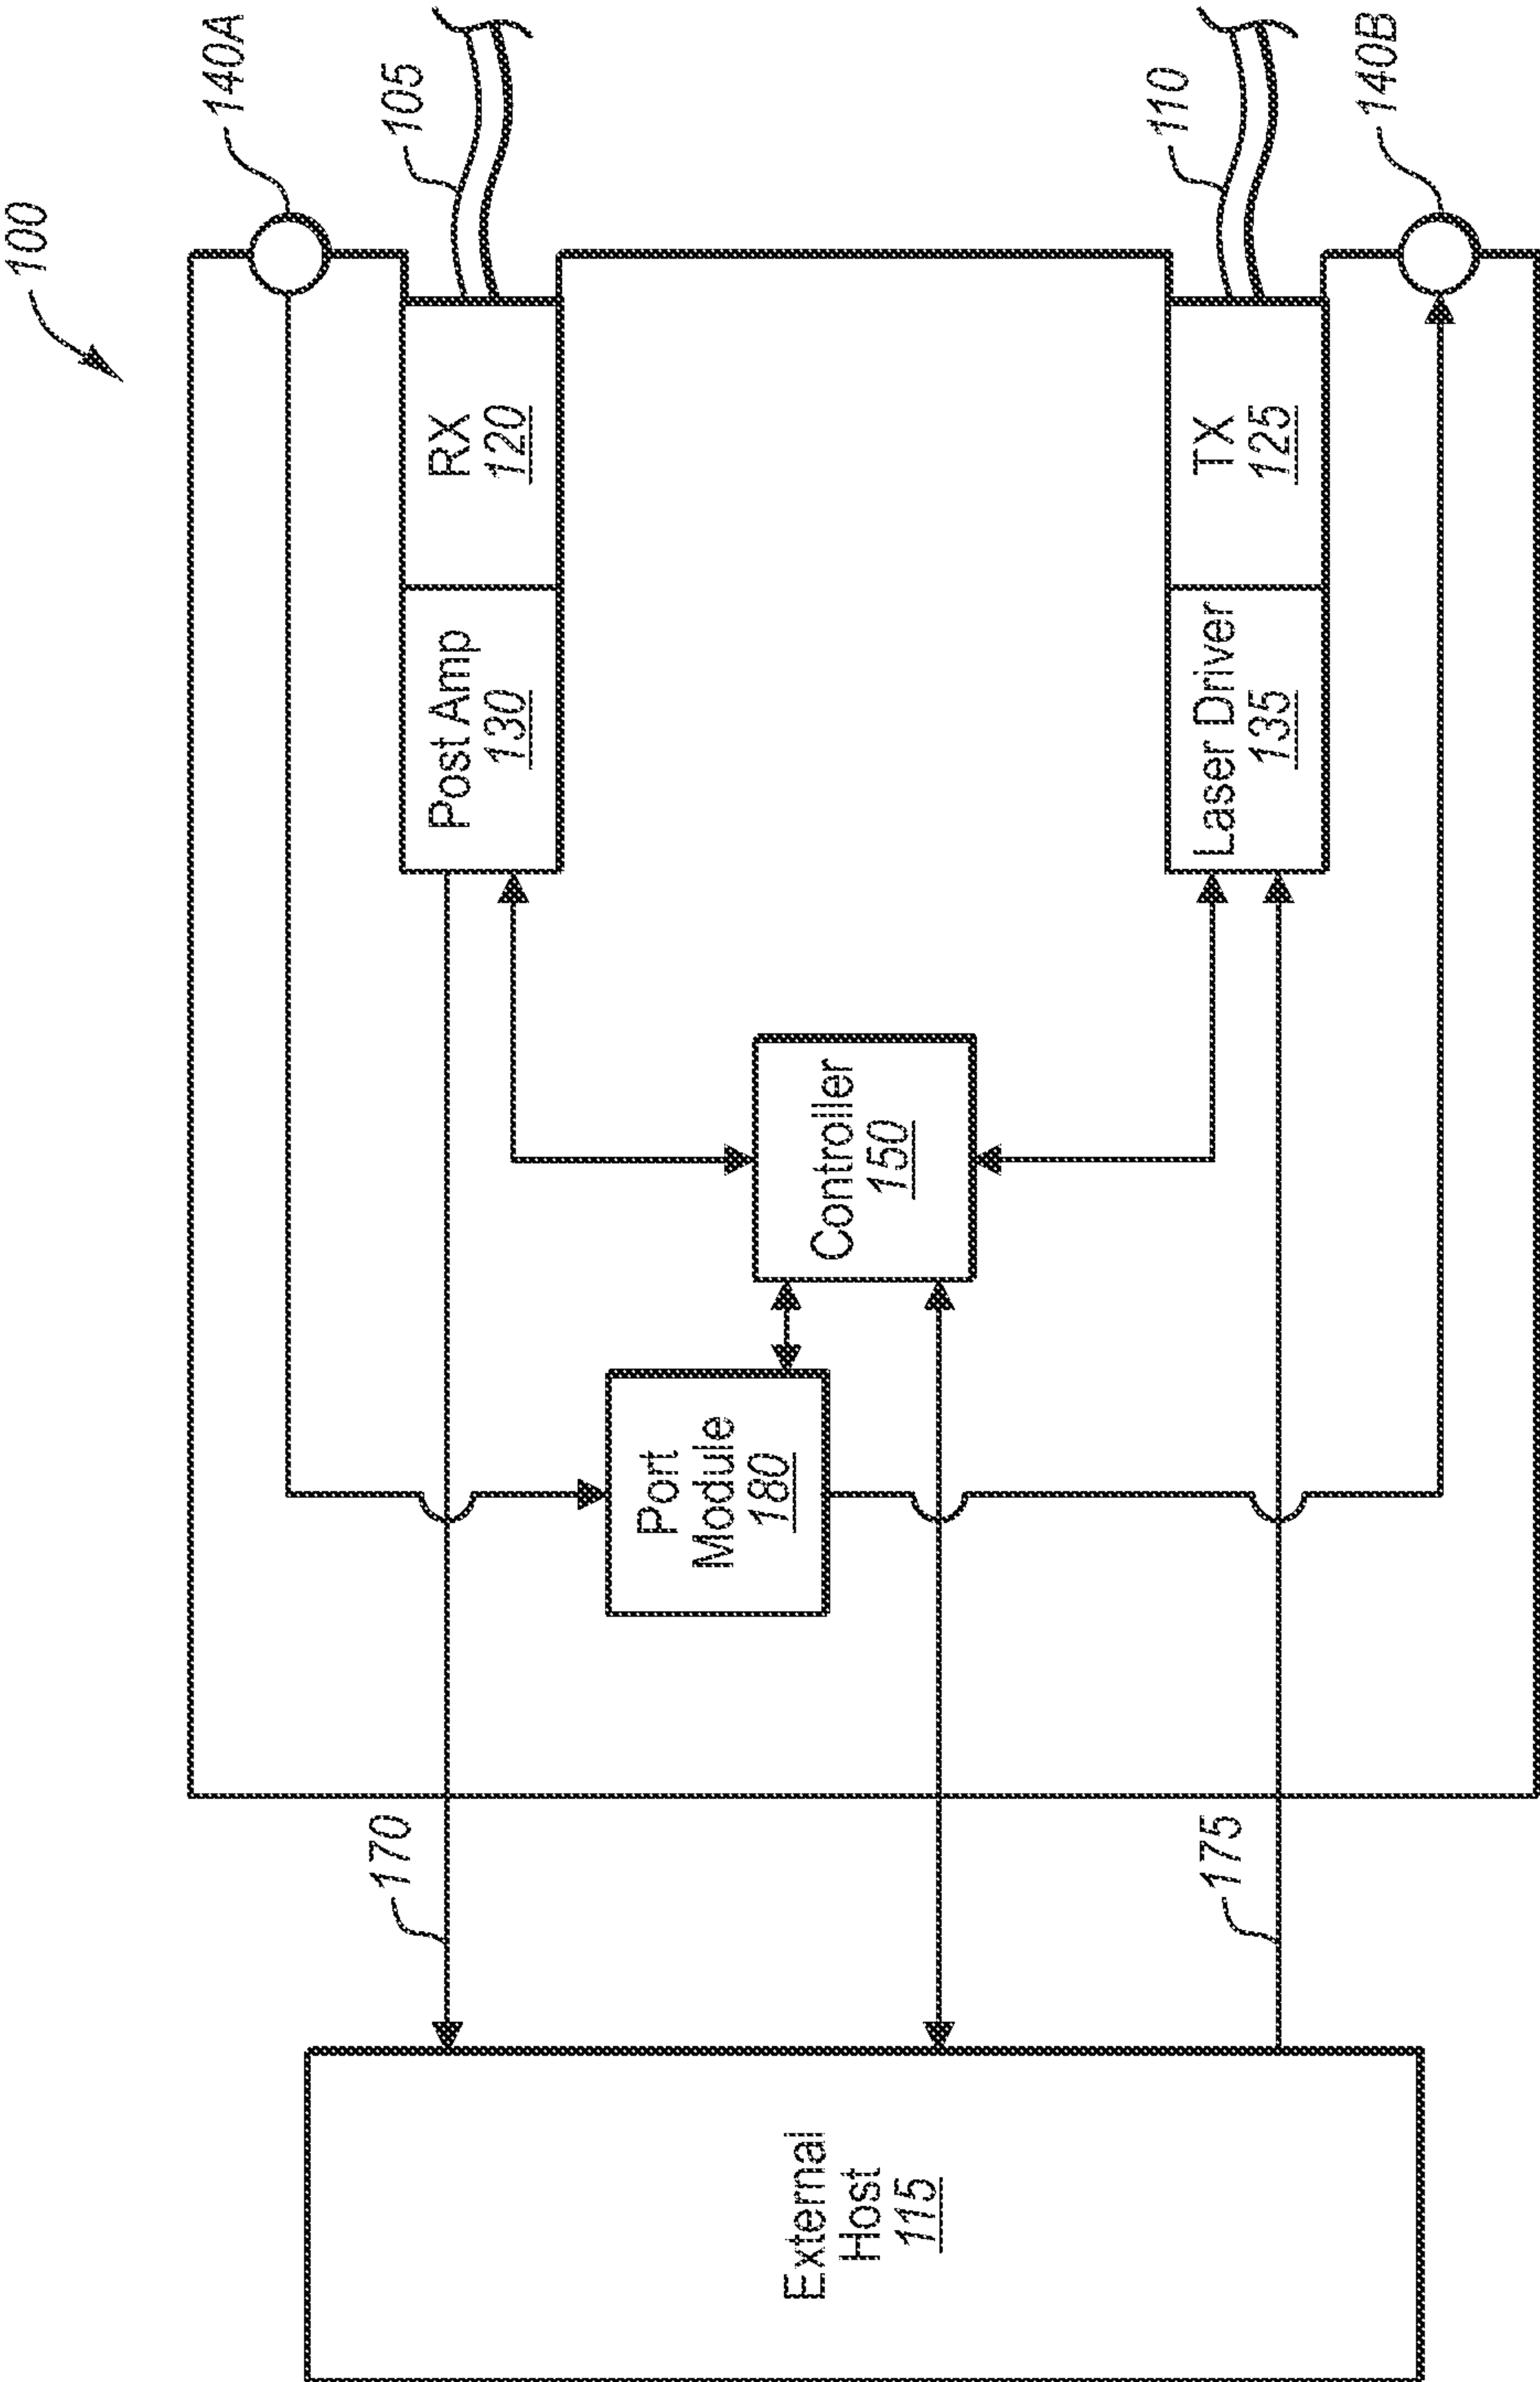 100
140A
105
RX
120
Post Amp
130
110
140B
TX
125
Laser Driver
135
Controller
150
Port
Module
180
170
175
External
Host
115